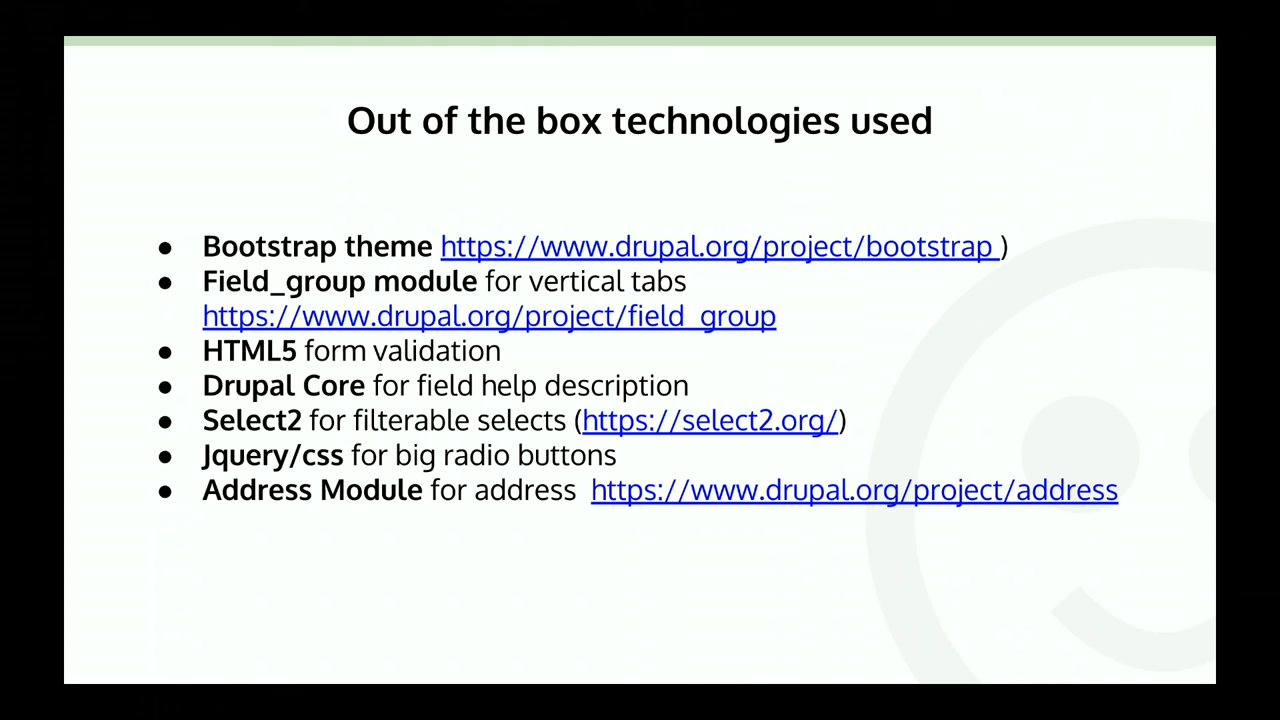 Out of the box technologies used
● Bootstrap theme https://www.drupal.org/project/bootstrap )
● Field_group module for vertical tabs
https://www.drupal.org/project/field_group
● HTML5 form validation
● Drupal Core for field help description
● Select2 for filterable selects (https://select2.org/)
● Jquery/css for big radio buttons
● Address Module for address  https://www.drupal.org/project/address